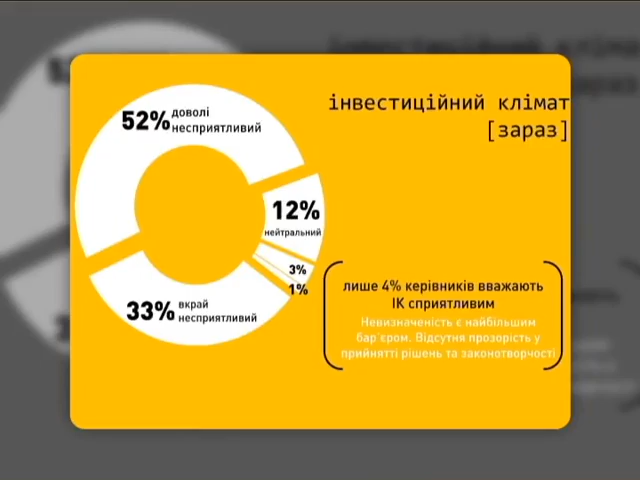 інвестиційний клімат
[зараз]
52% доволі
несприятливий
12%
нейтральний
3%
1%
33% вкрай
несприятливий
лише 4% керівників вважають
ІК сприятливим
Невизначеність є найбільшим
бар`єром. Відсутня прозорість у
прийнятті рішень та законотворчості